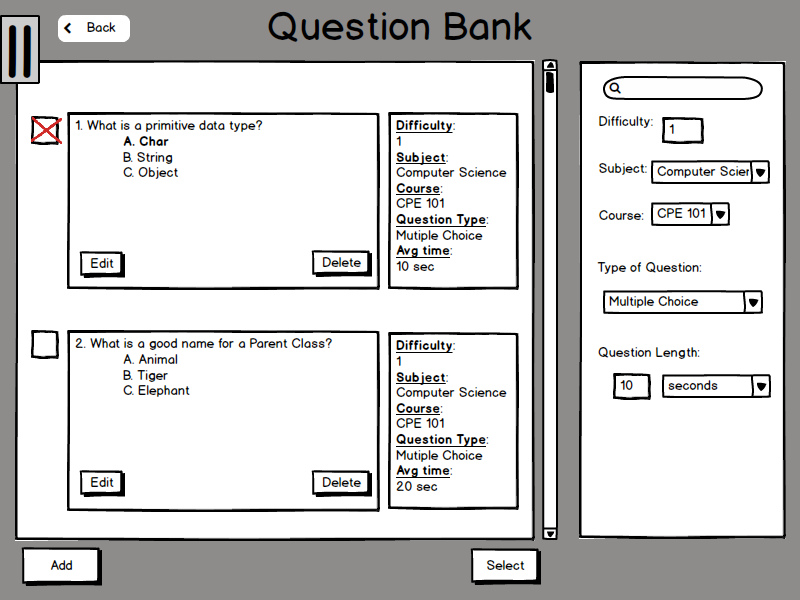 Back
Question Bank
1. What is a primitive data type?
A. Char
B. String
C. Object
Edit
Delete
Difficulty:
1
Subject:
Computer Science
Course:
CPE 101
Question Type:
Mutiple Choice
Avg time:
10 sec
2. What is a good name for a Parent Class?
A. Animal
B. Tiger
C. Elephant
Edit
Delete
Difficulty:
1
Subject:
Computer Science
Course:
CPE 101
Question Type:
Mutiple Choice
Avg time:
20 sec
Difficulty: 1
Subject: Computer Scier
Course: CPE 101
Type of Question:
Multiple Choice
Question Length:
10 seconds
Add
Select